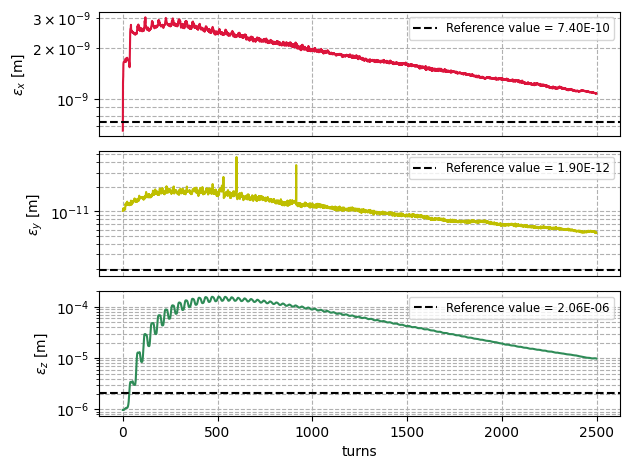 3 × 10⁻⁹
2 × 10⁻⁹
10⁻⁹
εₓ [m]
Reference value = 7.40E-10
10⁻¹¹
ε_y [m]
Reference value = 1.90E-12
10⁻⁴
10⁻⁵
10⁻⁶
ε_z [m]
Reference value = 2.06E-06
0 500 1000 1500 2000 2500
turns